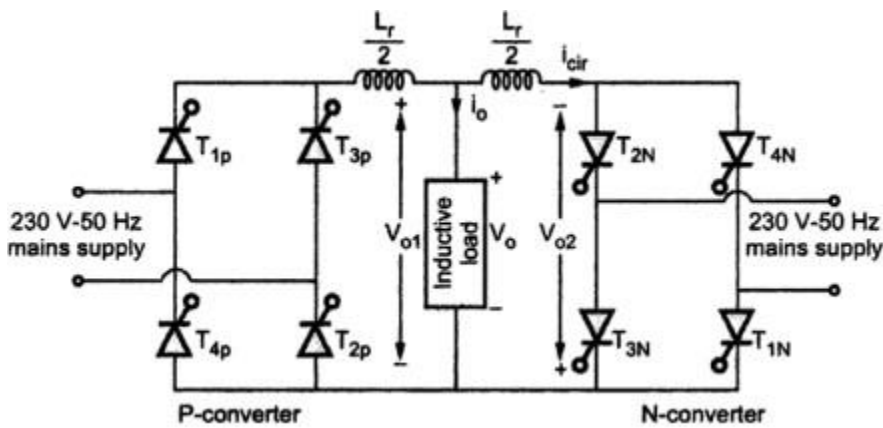 L_r/2
L_r/2
i_cir
+
−
i_o
T_1p
T_3p
T_2N
T_4N
230 V-50 Hz
mains supply
V_o1
Inductive
load
+
V_o
−
V_o2
230 V-50 Hz
mains supply
T_4p
T_2p
−
T_3N
+
T_1N
P-converter
N-converter